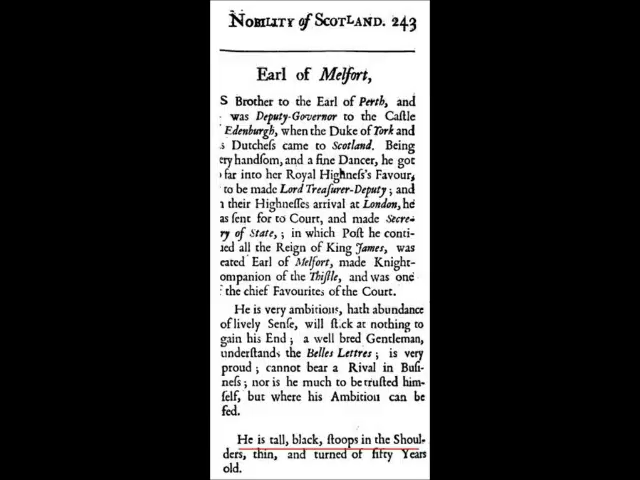 NOBILITY of SCOTLAND. 243
Earl of Melfort,
S Brother to the Earl of Perth, and
was Deputy-Governor to the Castle
Edenburgh, when the Duke of York and
s Dutchess came to Scotland. Being
ery handsom, and a fine Dancer, he got
far into her Royal Highness's Favour,
to be made Lord Treasurer-Deputy; and
their Highnesses arrival at London, he
as sent for to Court, and made Secre-
ry of State,; in which Post he conti-
ued all the Reign of King James, was
eated Earl of Melfort, made Knight-
ompanion of the Thistle, and was one
the chief Favourites of the Court.
He is very ambitious, hath abundance
of lively Sense, will stick at nothing to
gain his End; a well bred Gentleman,
understands the Belles Lettres; is very
proud; cannot bear a Rival in Busi-
ness; nor is he much to be trusted him-
self, but where his Ambition can be
fed.
He is tall, black, stoops in the Shoul-
ders, thin, and turned of fifty Years
old.